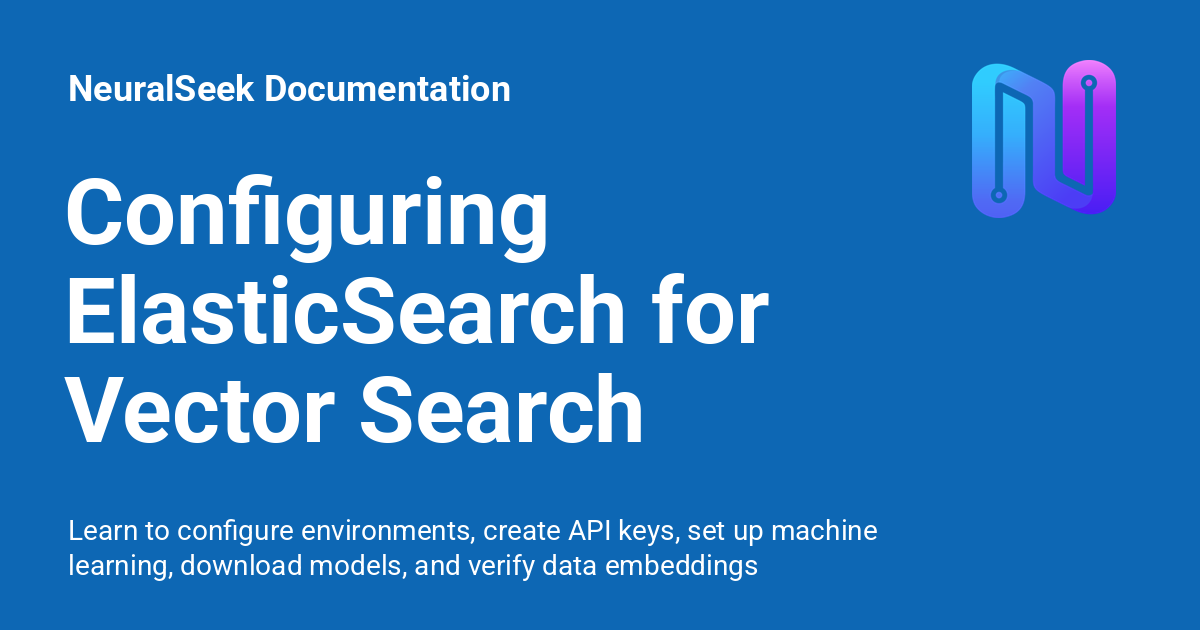 NeuralSeek Documentation
Configuring
ElasticSearch for
Vector Search
Learn to configure environments, create API keys, set up machine
learning, download models, and verify data embeddings